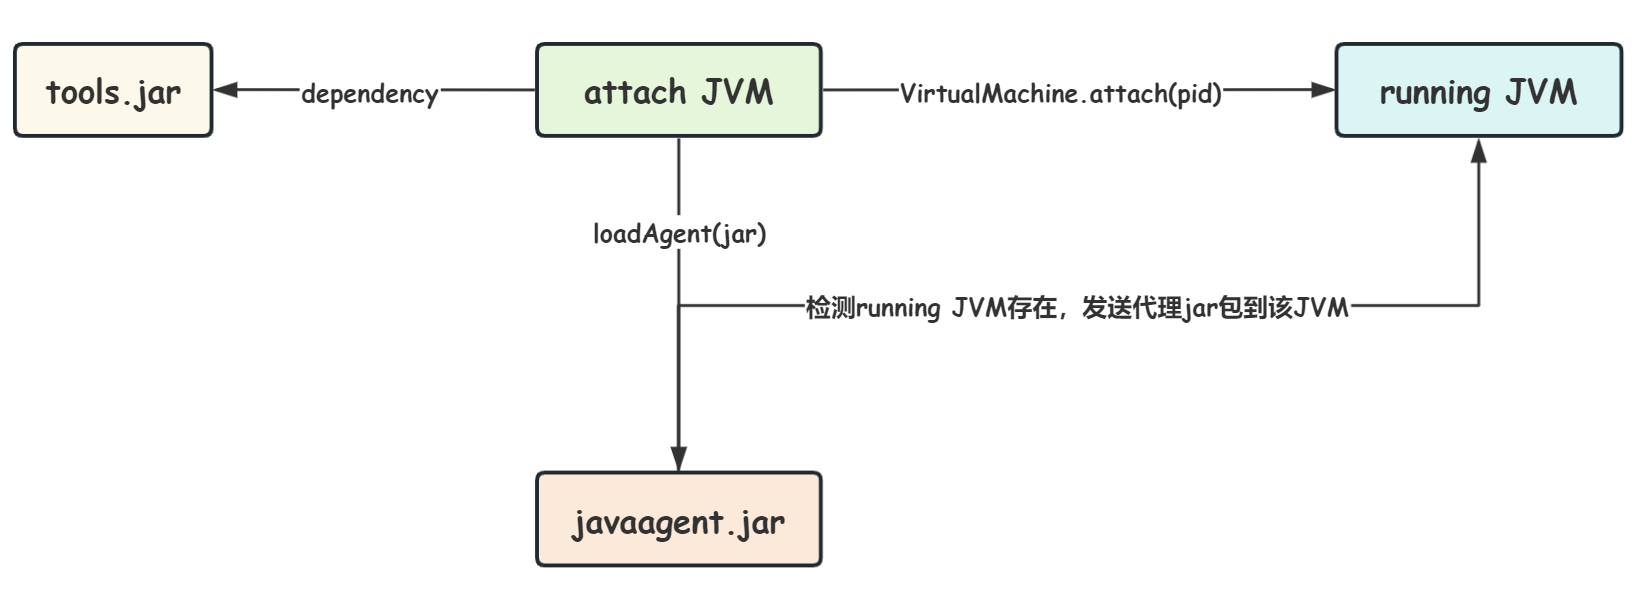 tools.jar
dependency
attach JVM
VirtualMachine.attach(pid)
running JVM
loadAgent(jar)
检测running JVM存在，发送代理jar包到该JVM
javaagent.jar